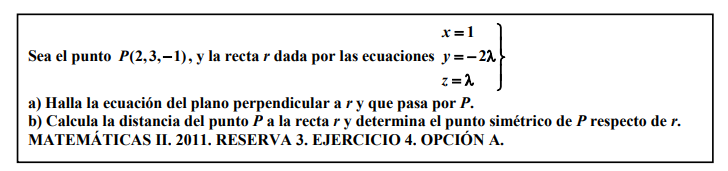 x = 1
Sea el punto P(2,3,−1), y la recta r dada por las ecuaciones y = −2λ}
z = λ
a) Halla la ecuación del plano perpendicular a r y que pasa por P.
b) Calcula la distancia del punto P a la recta r y determina el punto simétrico de P respecto de r.
MATEMÁTICAS II. 2011. RESERVA 3. EJERCICIO 4. OPCIÓN A.